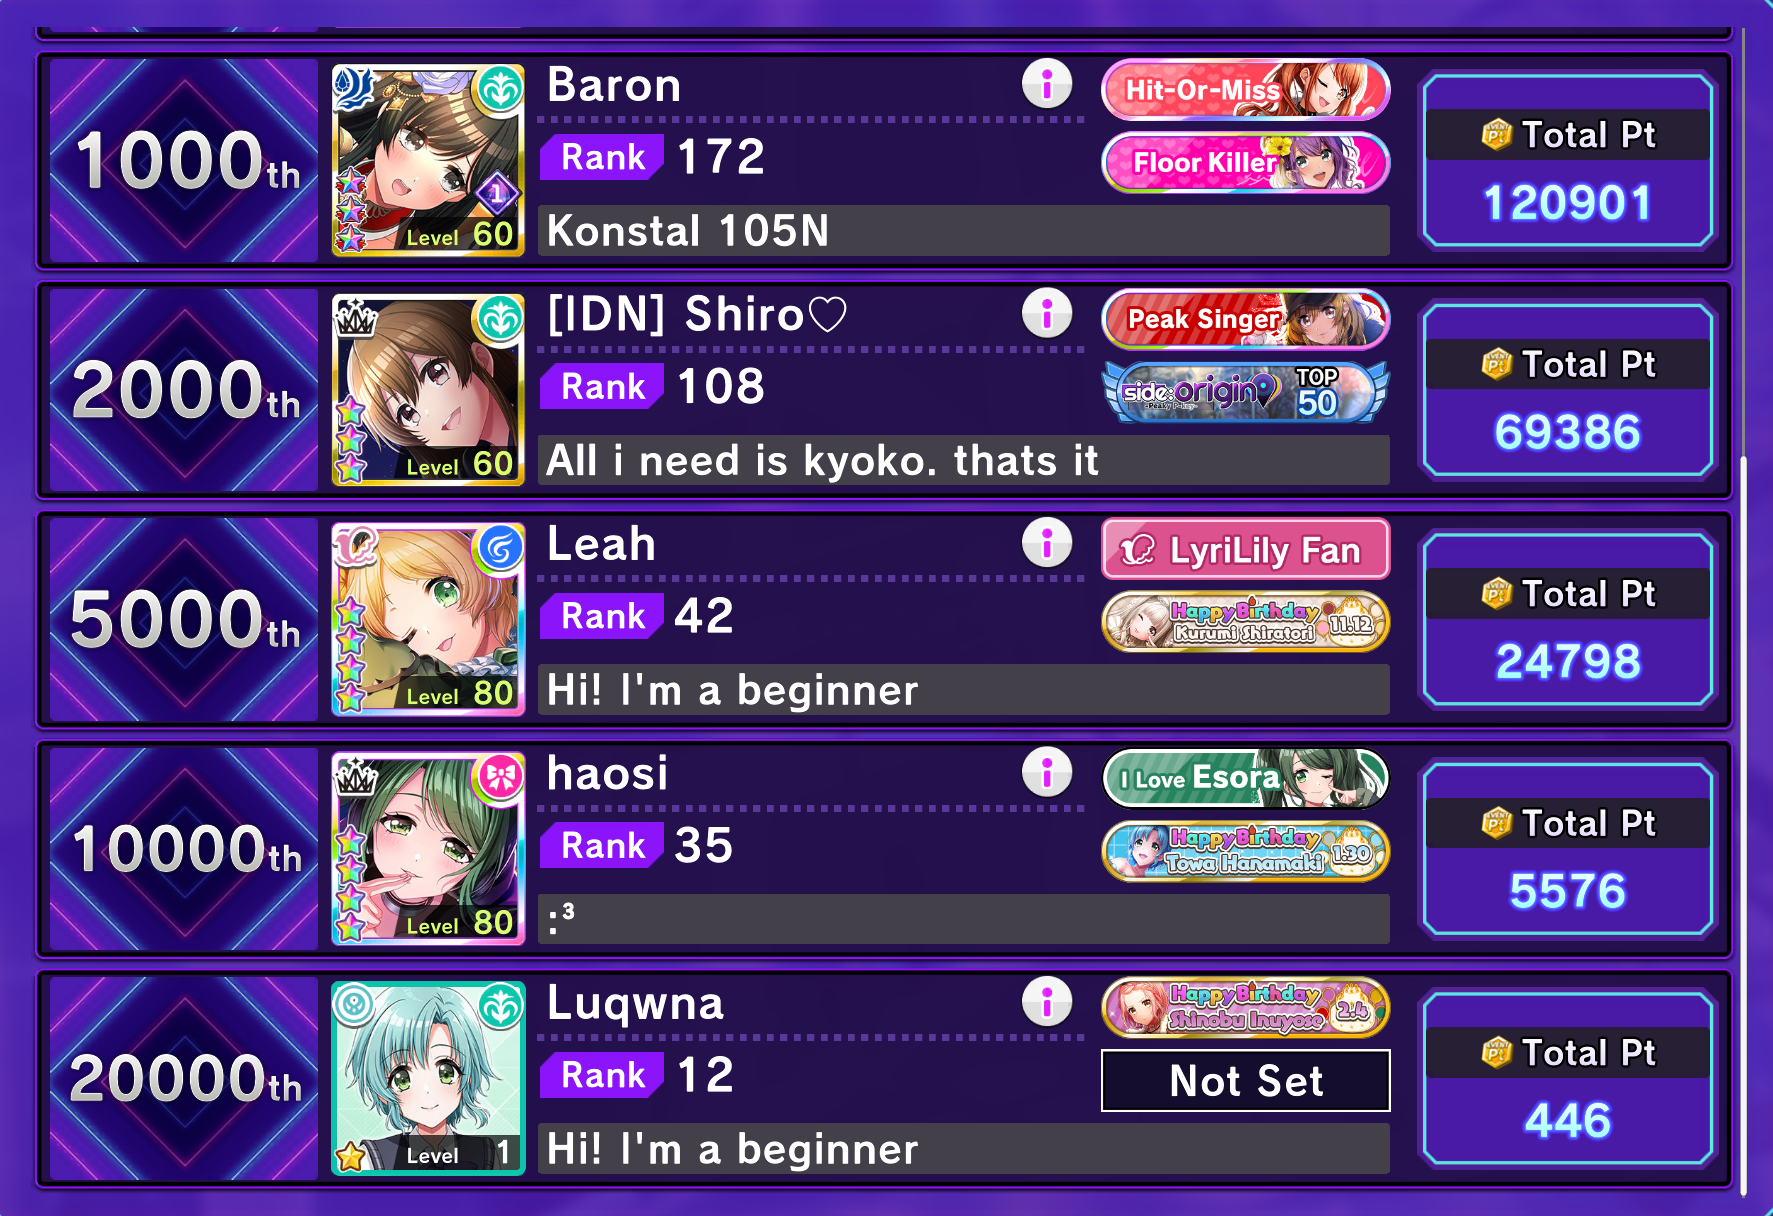 1000th
Baron
Rank 172
Konstal 105N
Level 60
1
Hit-Or-Miss
Floor Killer
Total Pt
120901
2000th
[IDN] Shiro♡
Rank 108
All i need is kyoko. thats it
Level 60
Peak Singer
side:origin
TOP
50
Total Pt
69386
5000th
Leah
Rank 42
Hi! I'm a beginner
Level 80
LyriLily Fan
Happy Birthday
Kurumi Shiratori
11.12
Total Pt
24798
10000th
haosi
Rank 35
:³
Level 80
I Love Esora
Happy Birthday
Towa Hanamaki
1.30
Total Pt
5576
20000th
Luqwna
Rank 12
Hi! I'm a beginner
Level 1
Happy Birthday
Shinobu Inuyose
2.4
Not Set
Total Pt
446